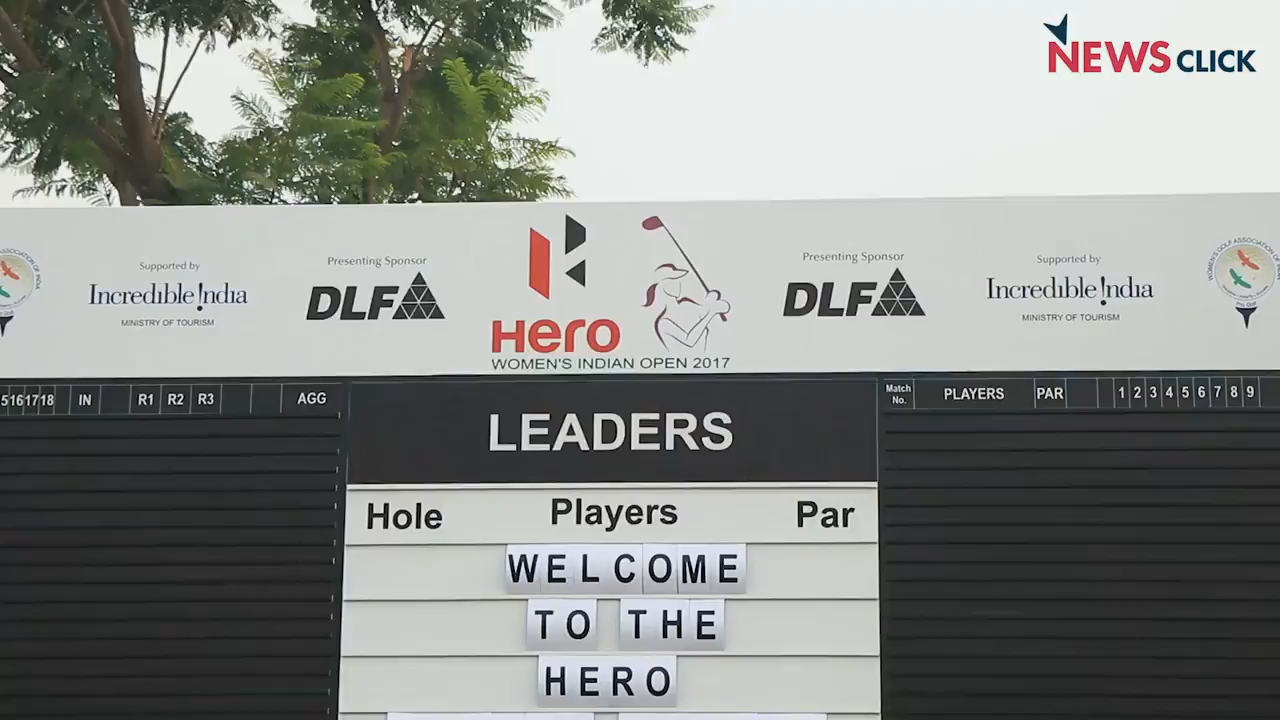 NEWS CLICK
Supported by
Incredible !ndia
MINISTRY OF TOURISM
Presenting Sponsor
DLF
Hero
WOMEN'S INDIAN OPEN 2017
Presenting Sponsor
DLF
Supported by
Incredible !ndia
MINISTRY OF TOURISM
5 16 17 18 IN R1 R2 R3 AGG
LEADERS
Match No. PLAYERS PAR 1 2 3 4 5 6 7 8 9
Hole Players Par
WELCOME
TO THE
HERO